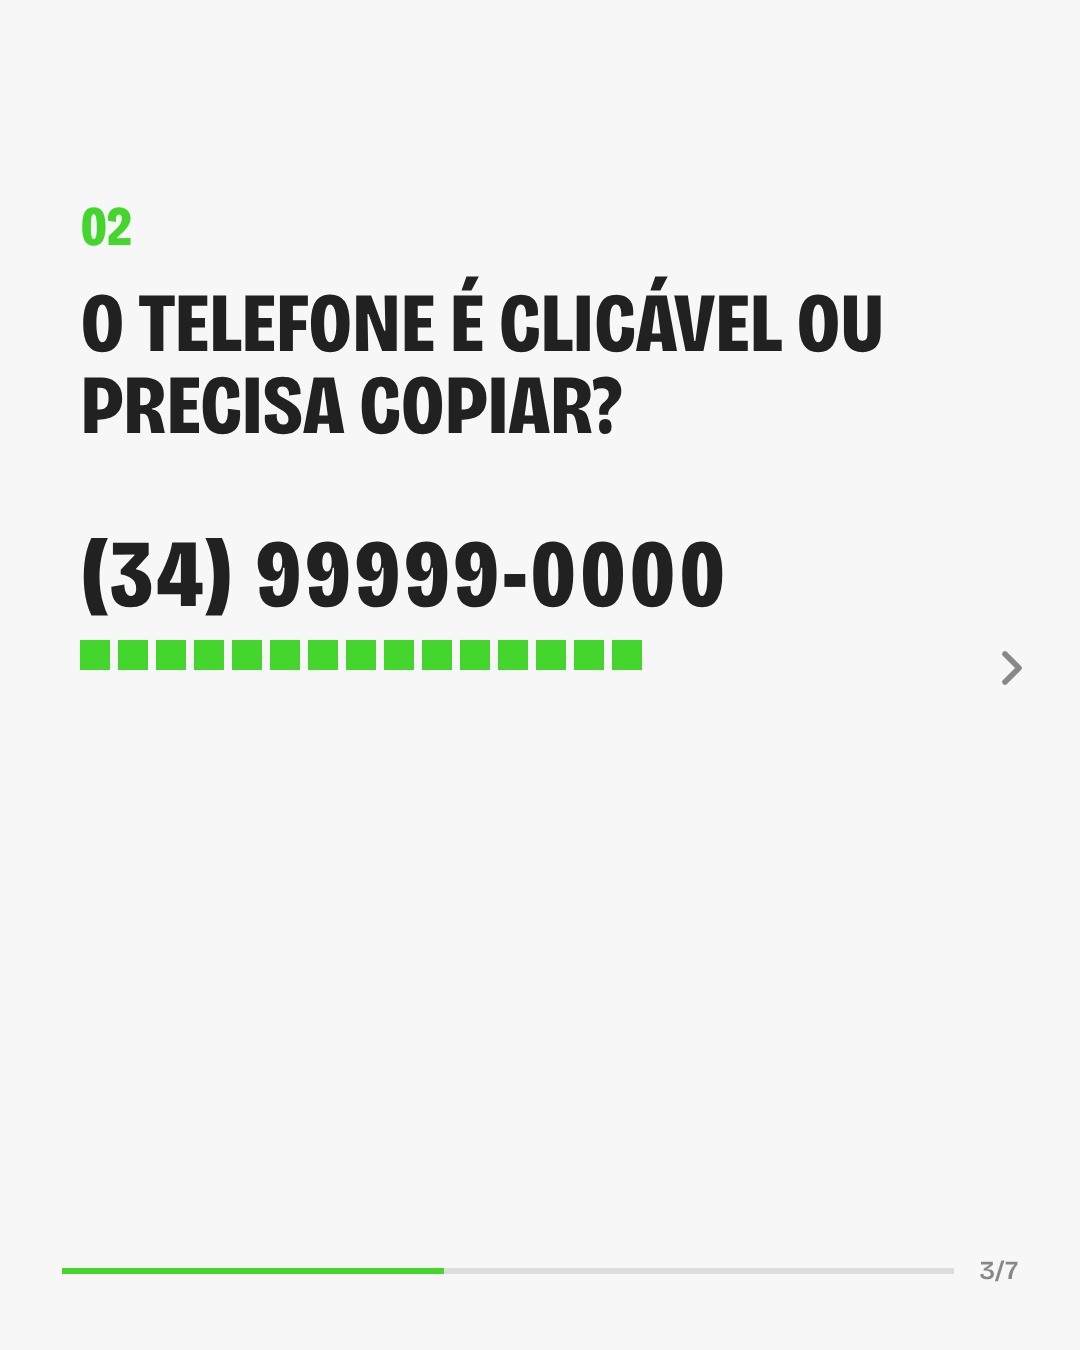 02
O TELEFONE É CLICÁVEL OU
PRECISA COPIAR?
(34) 99999-0000
3/7